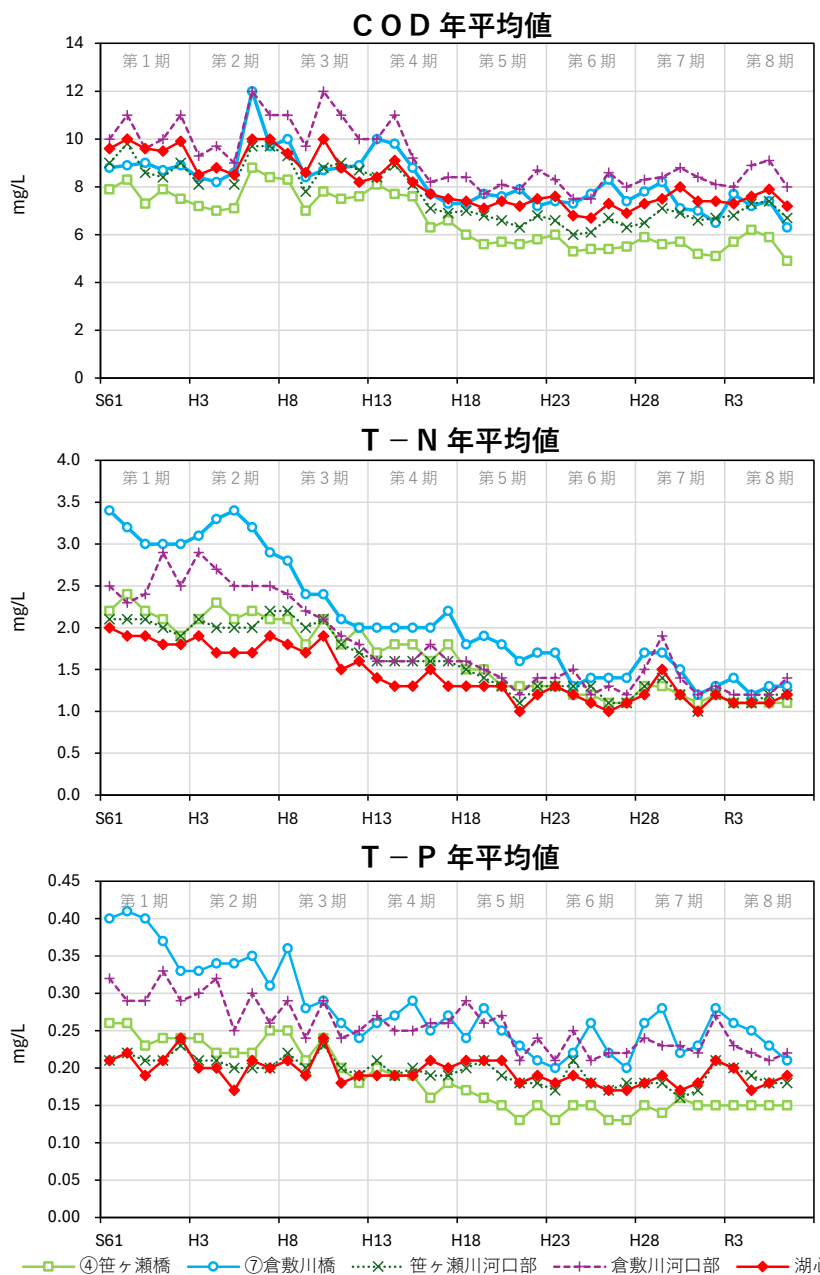 ＣＯＤ 年平均値
14
12
10
8
6
4
2
0
mg/L
第１期 第２期 第３期 第４期 第５期 第６期 第７期 第８期
S61 H3 H8 H13 H18 H23 H28 R3
Ｔ－Ｎ 年平均値
4.0
3.5
3.0
2.5
2.0
1.5
1.0
0.5
0.0
mg/L
第１期 第２期 第３期 第４期 第５期 第６期 第７期 第８期
S61 H3 H8 H13 H18 H23 H28 R3
Ｔ－Ｐ 年平均値
0.45
0.40
0.35
0.30
0.25
0.20
0.15
0.10
0.05
0.00
mg/L
第１期 第２期 第３期 第４期 第５期 第６期 第７期 第８期
S61 H3 H8 H13 H18 H23 H28 R3
④笹ヶ瀬橋 ⑦倉敷川橋 笹ヶ瀬川河口部 倉敷川河口部 湖心